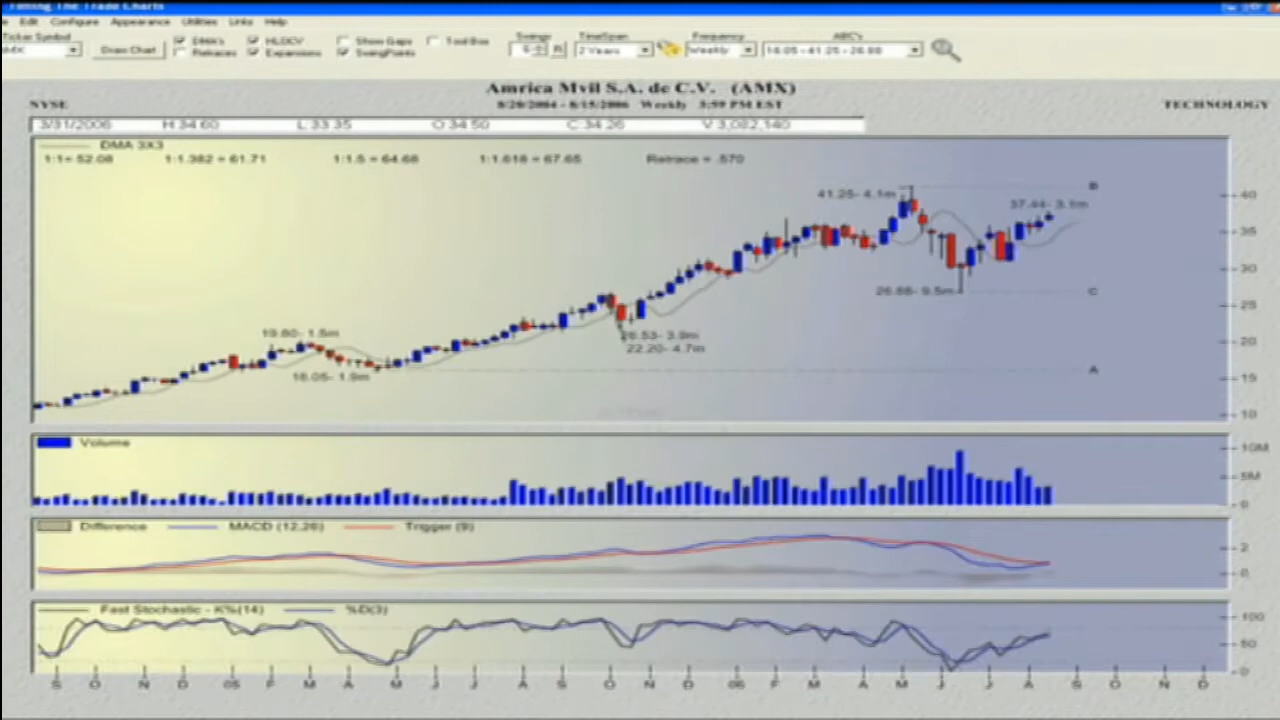 Timing The Trade Charts
Edit Configure Appearance Utilities Links Help
Ticker Symbol
AMX
Draw Chart
DMA's
HLOCV
Show Gaps
Tool Box
Retraces
Expansions
SwingPoints
Swings
TimeSpan
2 Years
Frequency
Weekly
ABC's
16.05 - 41.25 - 26.88
Amrica Mvil S.A. de C.V. (AMX)
NYSE
8/20/2004 - 8/15/2006 Weekly 3:59 PM EST
TECHNOLOGY
3/31/2006 H 34.60 L 33.35 O 34.50 C 34.26 V 3,082,140
DMA 3X3
1:1= 52.08 1:1.382 = 61.71 1:1.5 = 64.68 1:1.618 = 67.65 Retrace = .570
41.25- 4.1m
B
40
37.44- 3.1m
35
30
26.88- 9.5m
C
25
19.80- 1.5m
26.53- 3.9m
20
22.20- 4.7m
16.05- 1.9m
A
15
10
Volume
10M
5M
0
Difference MACD (12,26) Trigger (9)
2
0
Fast Stochastic - K%(14) %D(3)
100
50
0
S O N D 05 F M A M J J A S O N D 06 F M A M J J A S O N D